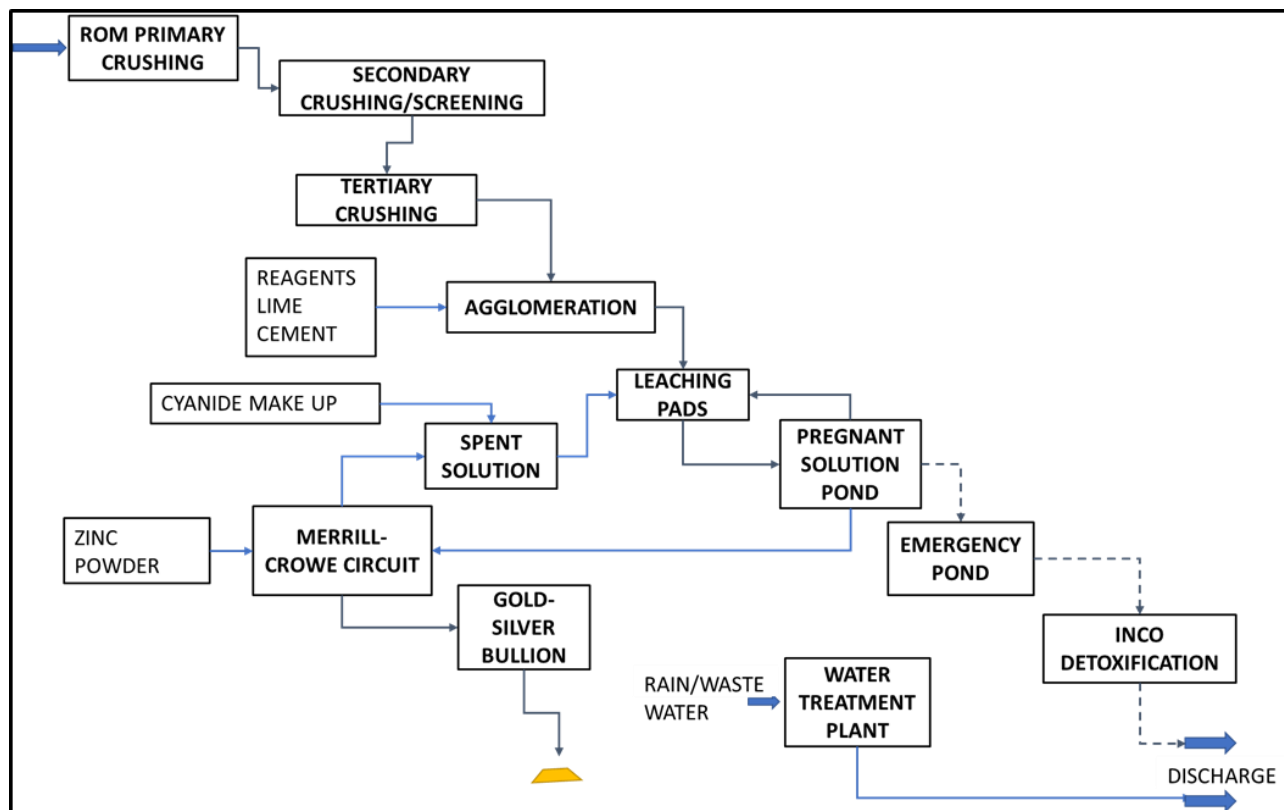 ROM PRIMARY
CRUSHING
SECONDARY
CRUSHING/SCREENING
TERTIARY
CRUSHING
REAGENTS
LIME
CEMENT
AGGLOMERATION
LEACHING
PADS
CYANIDE MAKE UP
SPENT
SOLUTION
PREGNANT
SOLUTION
POND
ZINC
POWDER
MERRILL-
CROWE CIRCUIT
EMERGENCY
POND
GOLD-
SILVER
BULLION
INCO
DETOXIFICATION
RAIN/WASTE
WATER
WATER
TREATMENT
PLANT
DISCHARGE